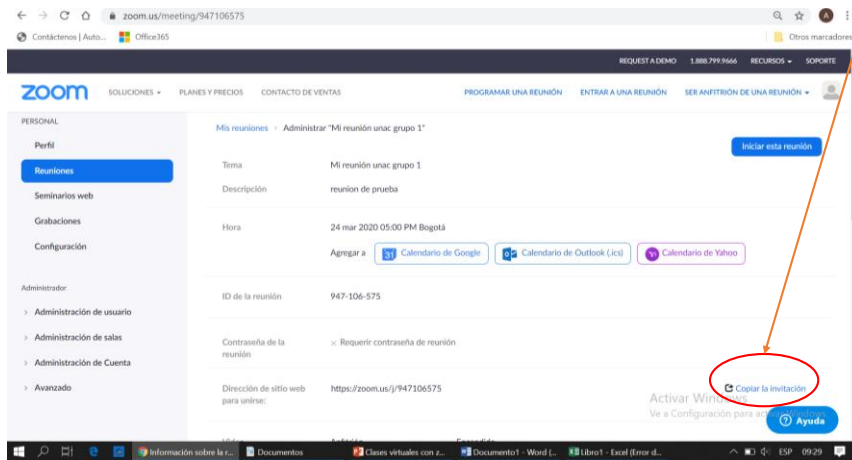 zoom.us/meeting/947106575
A
Contáctenos | Auto... Office365 Otros marcadores
REQUEST A DEMO 1.888.799.9666 RECURSOS SOPORTE
zoom SOLUCIONES PLANES Y PRECIOS CONTACTO DE VENTAS PROGRAMAR UNA REUNIÓN ENTRAR A UNA REUNIÓN SER ANFITRIÓN DE UNA REUNIÓN
PERSONAL
Perfil
Reuniones
Seminarios web
Grabaciones
Configuración
Administrador
Administración de usuario
Administración de salas
Administración de Cuenta
Avanzado
Mis reuniones > Administrar "Mi reunión unac grupo 1"
Iniciar esta reunión
Tema Mi reunión unac grupo 1
Descripción reunion de prueba
Hora 24 mar 2020 05:00 PM Bogotá
Agregar a 31 Calendario de Google Calendario de Outlook (.ics) Calendario de Yahoo
ID de la reunión 947-106-575
Contraseña de la reunión × Requerir contraseña de reunión
Dirección de sitio web para unirse: https://zoom.us/j/947106575 Copiar la invitación
Activar Windows
Ve a Configuración para activar Windows.
Ayuda
Información sobre la r... Documentos Clases virtuales con z... Documento1 - Word (... Libro1 - Excel (Error d... ESP 09:29